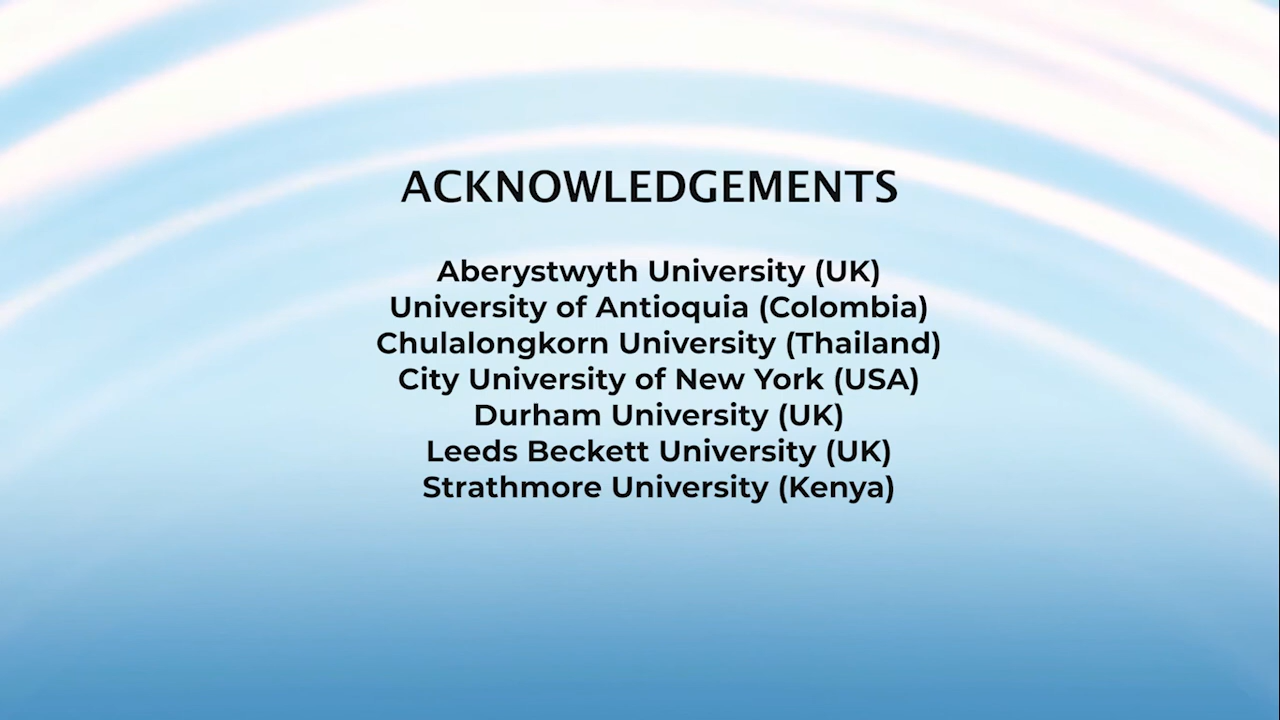 ACKNOWLEDGEMENTS
Aberystwyth University (UK)
University of Antioquia (Colombia)
Chulalongkorn University (Thailand)
City University of New York (USA)
Durham University (UK)
Leeds Beckett University (UK)
Strathmore University (Kenya)